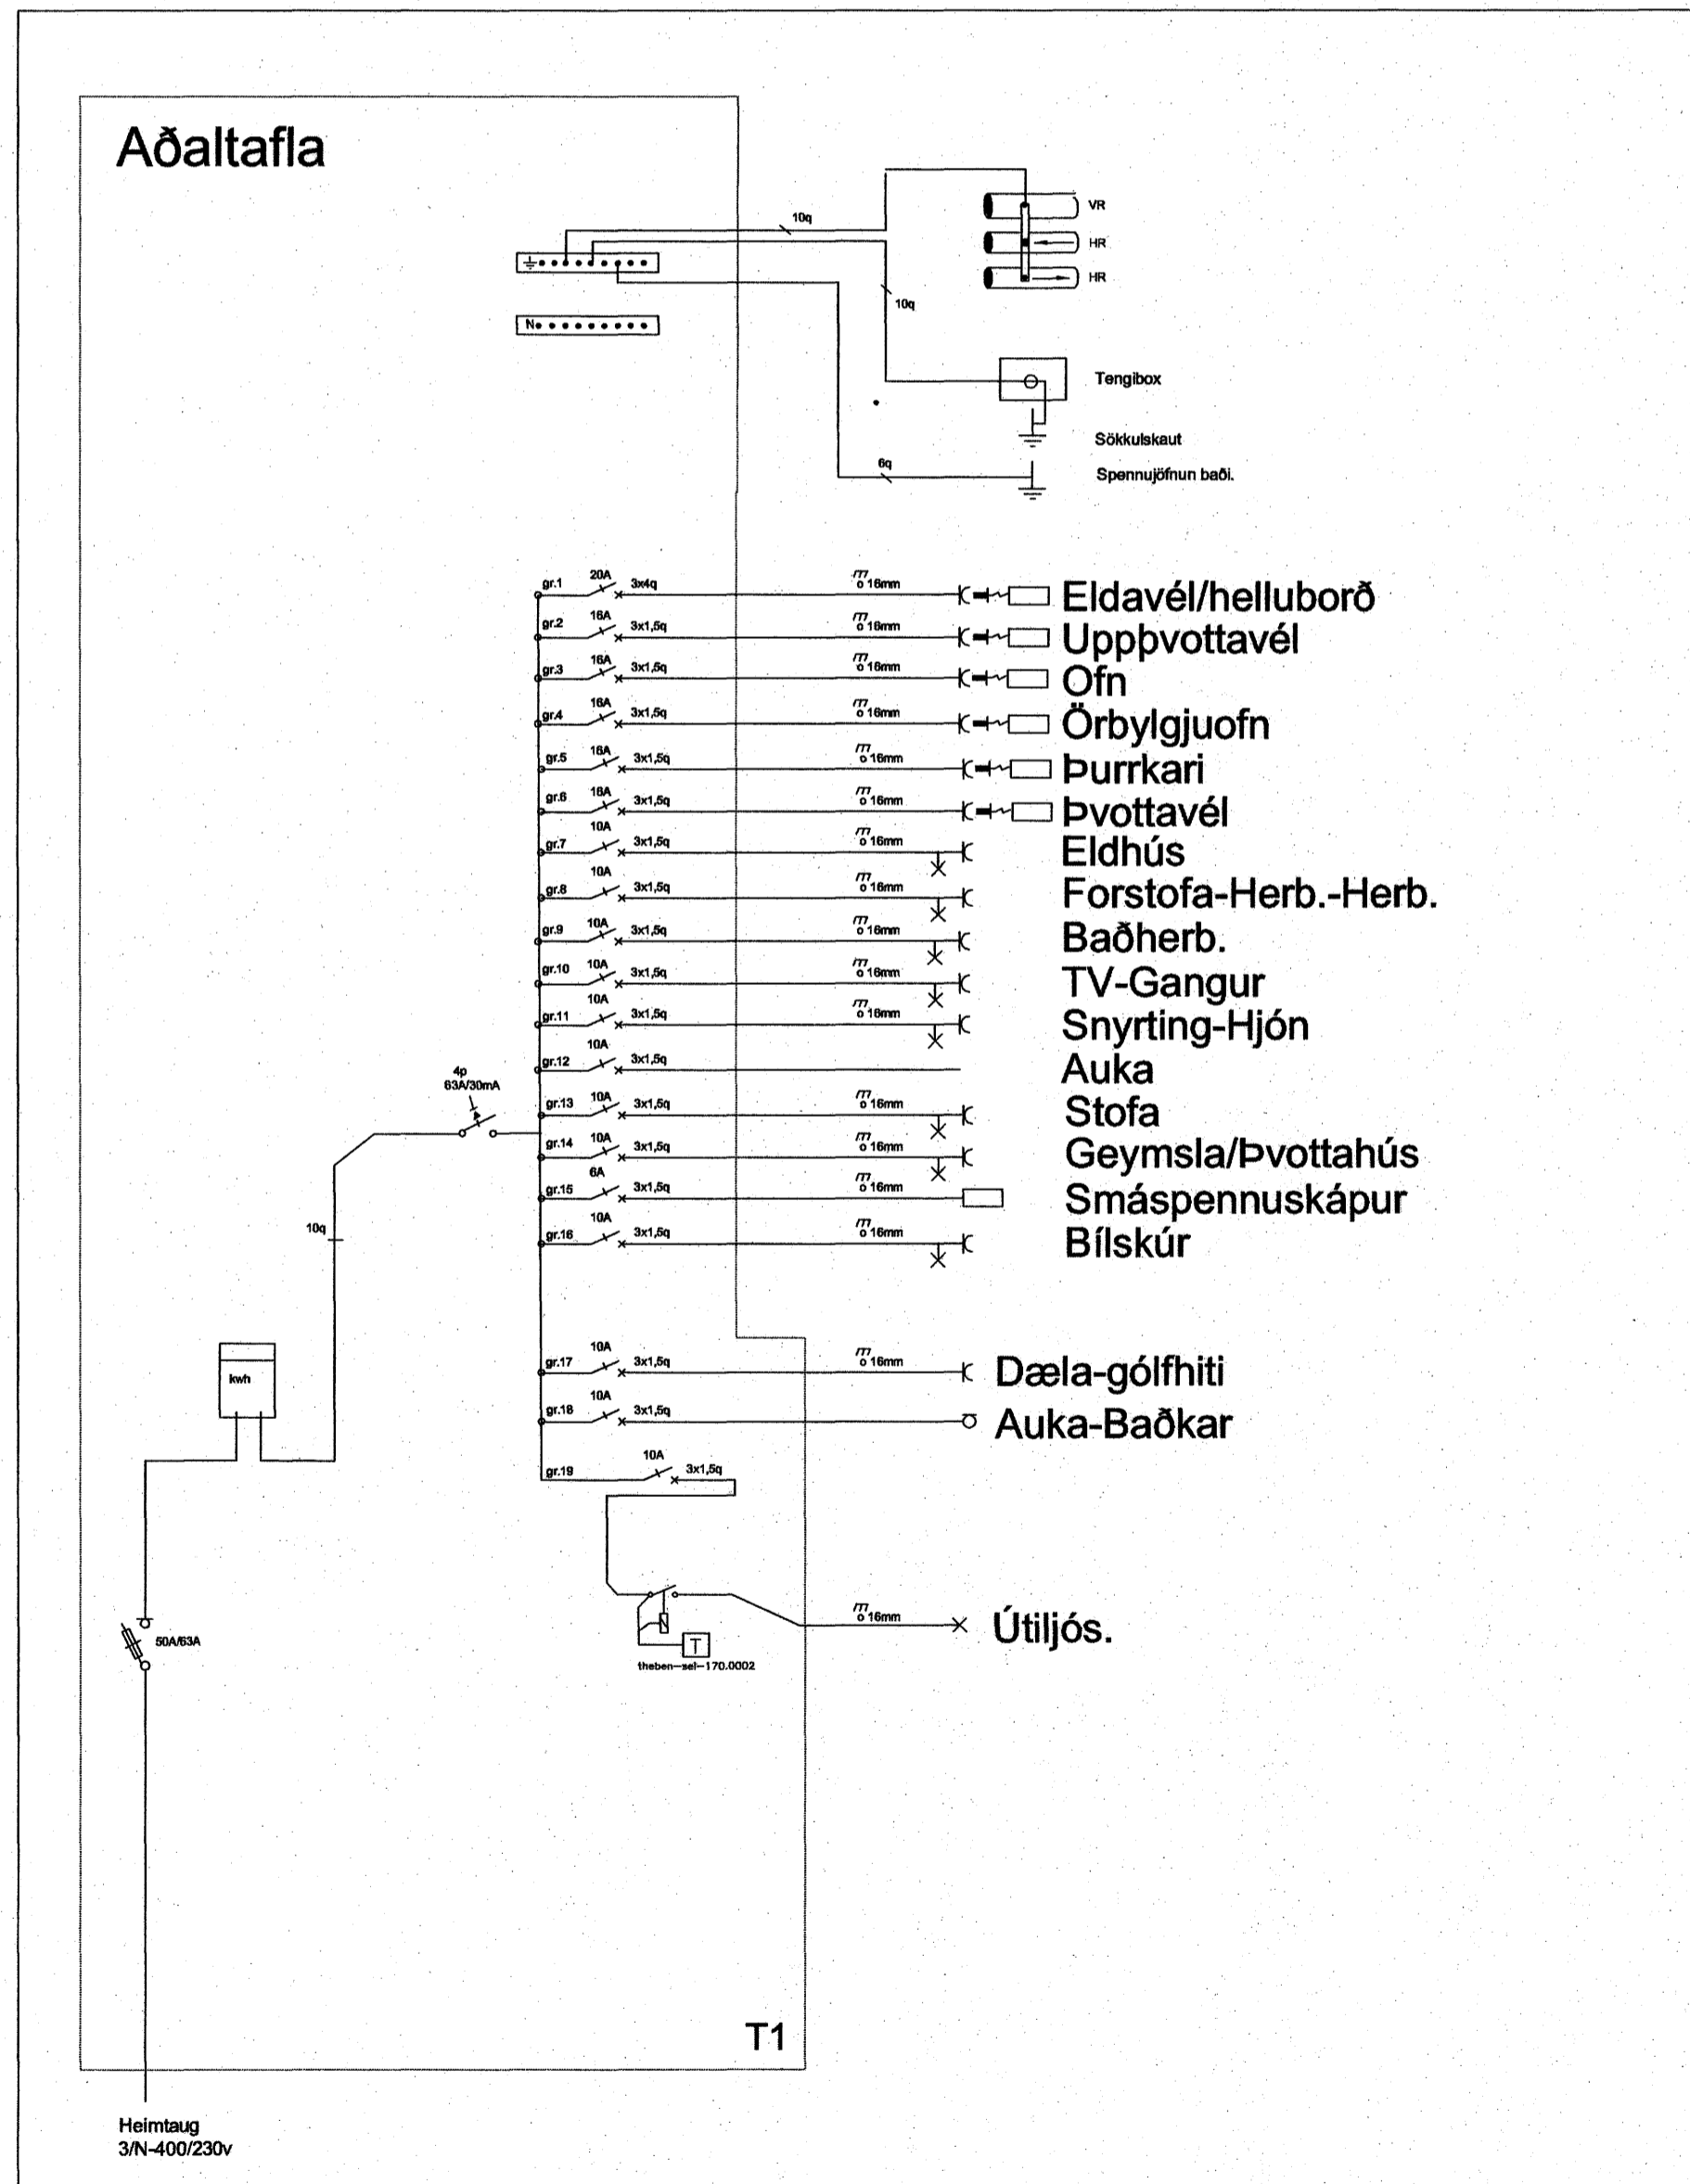 Aðaltafla
10q
VR
HR
HR
10q
N
Tengibox
Sökkulskaut
6q
Spennujöfnun baði.
gr.1 20A 3x4q 16mm Eldavél/helluborð
gr.2 16A 3x1,5q 16mm Uppþvottavél
gr.3 16A 3x1,5q 16mm Ofn
gr.4 16A 3x1,5q 16mm Örbylgjuofn
gr.5 16A 3x1,5q 16mm Þurrkari
gr.6 16A 3x1,5q 16mm Þvottavél
gr.7 10A 3x1,5q 16mm Eldhús
gr.8 10A 3x1,5q 16mm Forstofa-Herb.-Herb.
gr.9 10A 3x1,5q 16mm Baðherb.
gr.10 10A 3x1,5q 16mm TV-Gangur
gr.11 10A 3x1,5q 16mm Snyrting-Hjón
gr.12 10A 3x1,5q Auka
4p
63A/30mA
gr.13 10A 3x1,5q 16mm Stofa
gr.14 10A 3x1,5q 16mm Geymsla/Þvottahús
gr.15 6A 3x1,5q 16mm Smáspennuskápur
10q
gr.16 10A 3x1,5q 16mm Bílskúr
kwh
gr.17 10A 3x1,5q 16mm Dæla-gólfhiti
gr.18 10A 3x1,5q Auka-Baðkar
gr.19 10A 3x1,5q
16mm Útiljós.
50A/63A
T
theben-sel-170.0002
T1
Heimtaug
3/N-400/230v